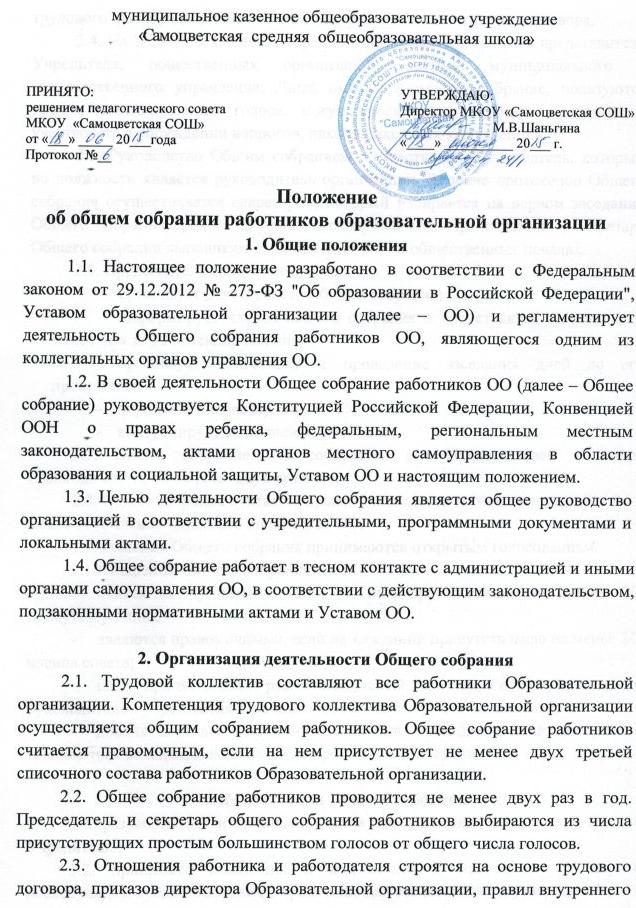 муниципальное казенное общеобразовательное учреждение
«Самоцветская средняя общеобразовательная школа»
ПРИНЯТО:
решением педагогического совета
МКОУ «Самоцветская СОШ»
от « 18 » 06 2015 года
Протокол № 6
УТВЕРЖДАЮ:
Директор МКОУ «Самоцветская СОШ»
М.В.Шаньгина
« 18 » июня 2015 г.
приказ 241
МКОУ
"Самоцветская
СОШ"
Положение
об общем собрании работников образовательной организации
1. Общие положения
1.1. Настоящее положение разработано в соответствии с Федеральным
законом от 29.12.2012 № 273-ФЗ "Об образовании в Российской Федерации",
Уставом образовательной организации (далее – ОО) и регламентирует
деятельность Общего собрания работников ОО, являющегося одним из
коллегиальных органов управления ОО.
1.2. В своей деятельности Общее собрание работников ОО (далее – Общее
собрание) руководствуется Конституцией Российской Федерации, Конвенцией
ООН о правах ребенка, федеральным, региональным местным
законодательством, актами органов местного самоуправления в области
образования и социальной защиты, Уставом ОО и настоящим положением.
1.3. Целью деятельности Общего собрания является общее руководство
организацией в соответствии с учредительными, программными документами и
локальными актами.
1.4. Общее собрание работает в тесном контакте с администрацией и иными
органами самоуправления ОО, в соответствии с действующим законодательством,
подзаконными нормативными актами и Уставом ОО.
2. Организация деятельности Общего собрания
2.1. Трудовой коллектив составляют все работники Образовательной
организации. Компетенция трудового коллектива Образовательной организации
осуществляется общим собранием работников. Общее собрание работников
считается правомочным, если на нем присутствует не менее двух третьей
списочного состава работников Образовательной организации.
2.2. Общее собрание работников проводится не менее двух раз в год.
Председатель и секретарь общего собрания работников выбираются из числа
присутствующих простым большинством голосов от общего числа голосов.
2.3. Отношения работника и работодателя строятся на основе трудового
договора, приказов директора Образовательной организации, правил внутреннего